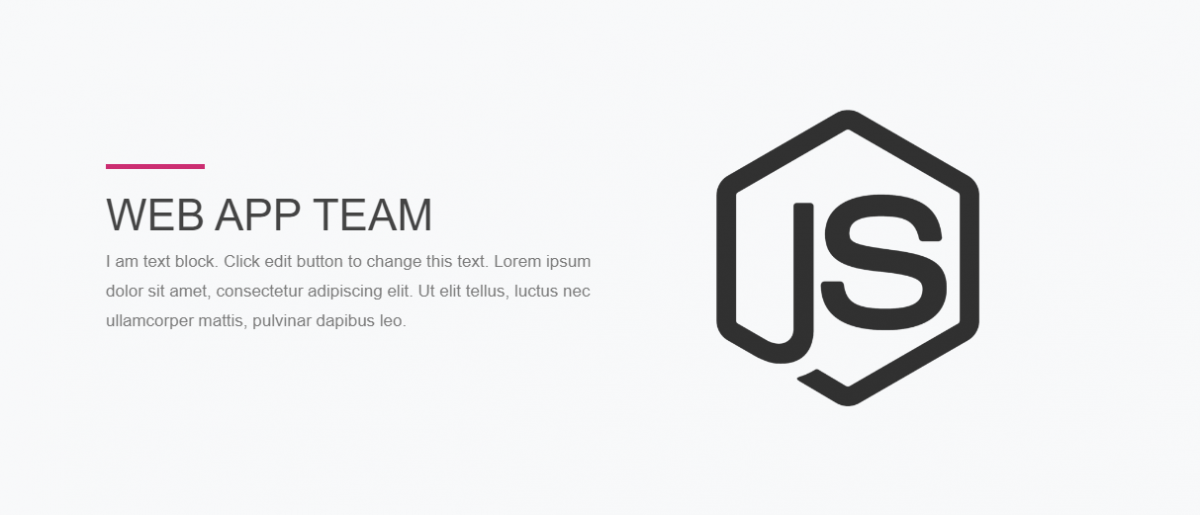 WEB APP TEAM
I am text block. Click edit button to change this text. Lorem ipsum
dolor sit amet, consectetur adipiscing elit. Ut elit tellus, luctus nec
ullamcorper mattis, pulvinar dapibus leo.
JS